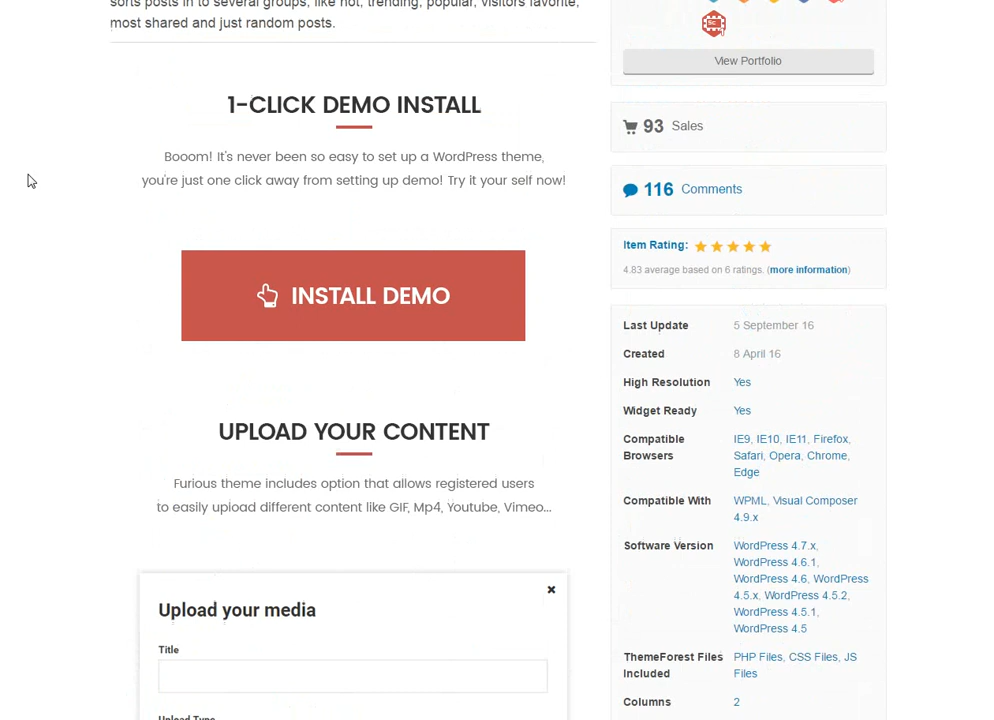 sorts posts in to several groups, like hot, trending, popular, visitors favorite,
most shared and just random posts.
1-CLICK DEMO INSTALL
Booom! It's never been so easy to set up a WordPress theme,
you're just one click away from setting up demo! Try it your self now!
INSTALL DEMO
UPLOAD YOUR CONTENT
Furious theme includes option that allows registered users
to easily upload different content like GIF, Mp4, Youtube, Vimeo...
Upload your media
Title
Upload Type
View Portfolio
93 Sales
116 Comments
Item Rating:
4.83 average based on 6 ratings. (more information)
Last Update 5 September 16
Created 8 April 16
High Resolution Yes
Widget Ready Yes
Compatible Browsers IE9, IE10, IE11, Firefox,
Safari, Opera, Chrome,
Edge
Compatible With WPML, Visual Composer
4.9.x
Software Version WordPress 4.7.x,
WordPress 4.6.1,
WordPress 4.6, WordPress
4.5.x, WordPress 4.5.2,
WordPress 4.5.1,
WordPress 4.5
ThemeForest Files Included PHP Files, CSS Files, JS
Files
Columns 2